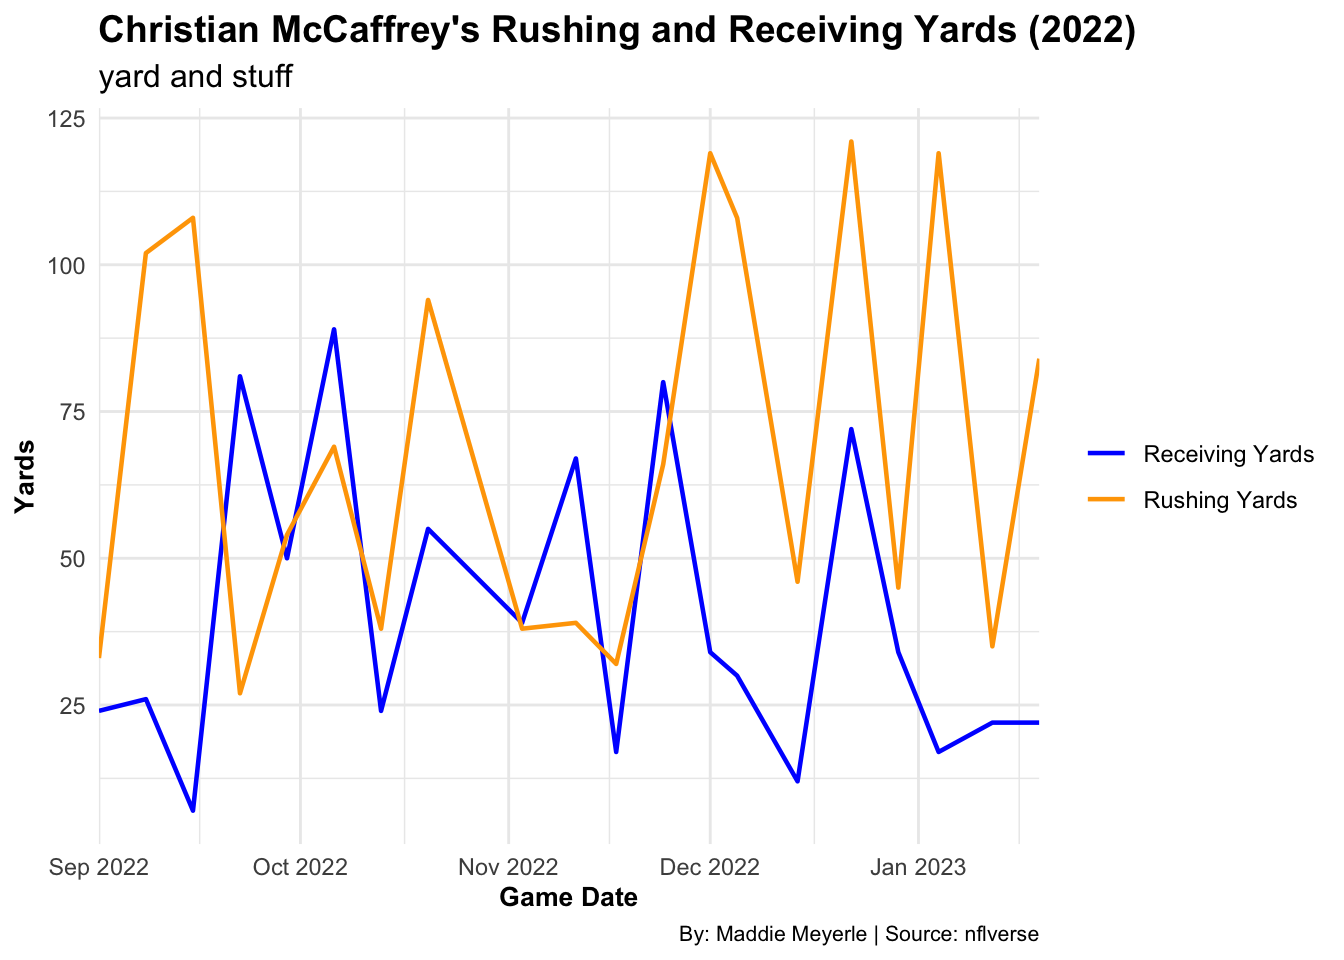 Christian McCaffrey's Rushing and Receiving Yards (2022)
yard and stuff
125
100
75
50
25
Yards
Sep 2022 Oct 2022 Nov 2022 Dec 2022 Jan 2023
Game Date
Receiving Yards
Rushing Yards
By: Maddie Meyerle | Source: nflverse